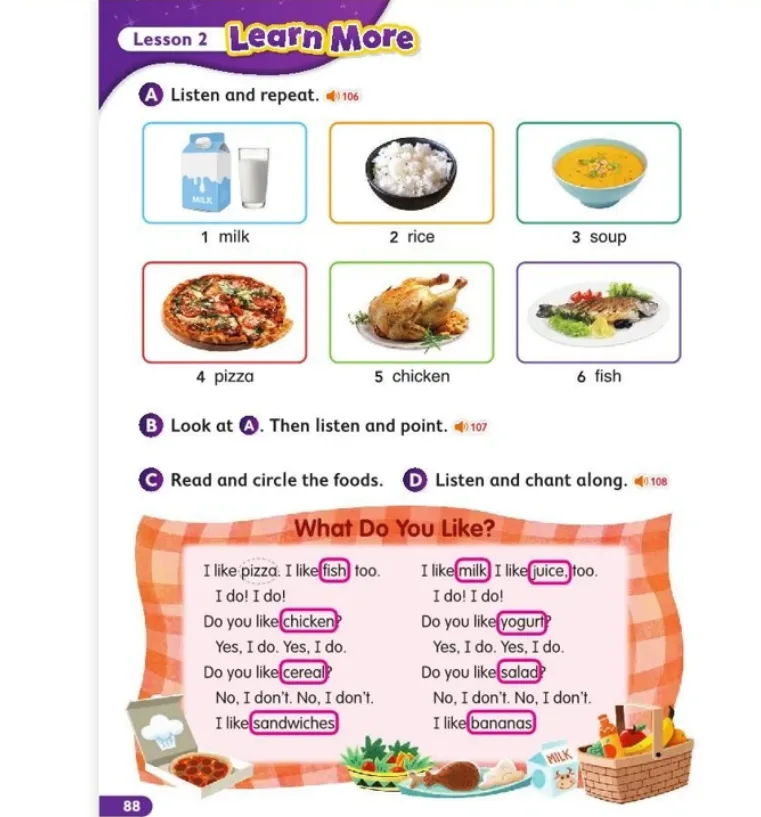 Lesson 2 Learn More
A Listen and repeat. 106
MILK
1 milk 2 rice 3 soup
4 pizza 5 chicken 6 fish
B Look at A. Then listen and point. 107
C Read and circle the foods. D Listen and chant along. 108
What Do You Like?
I like pizza. I like fish, too.
I do! I do!
Do you like chicken?
Yes, I do. Yes, I do.
Do you like cereal?
No, I don't. No, I don't.
I like sandwiches
I like milk. I like juice, too.
I do! I do!
Do you like yogurt?
Yes, I do. Yes, I do.
Do you like salad?
No, I don't. No, I don't.
I like bananas
MILK
88